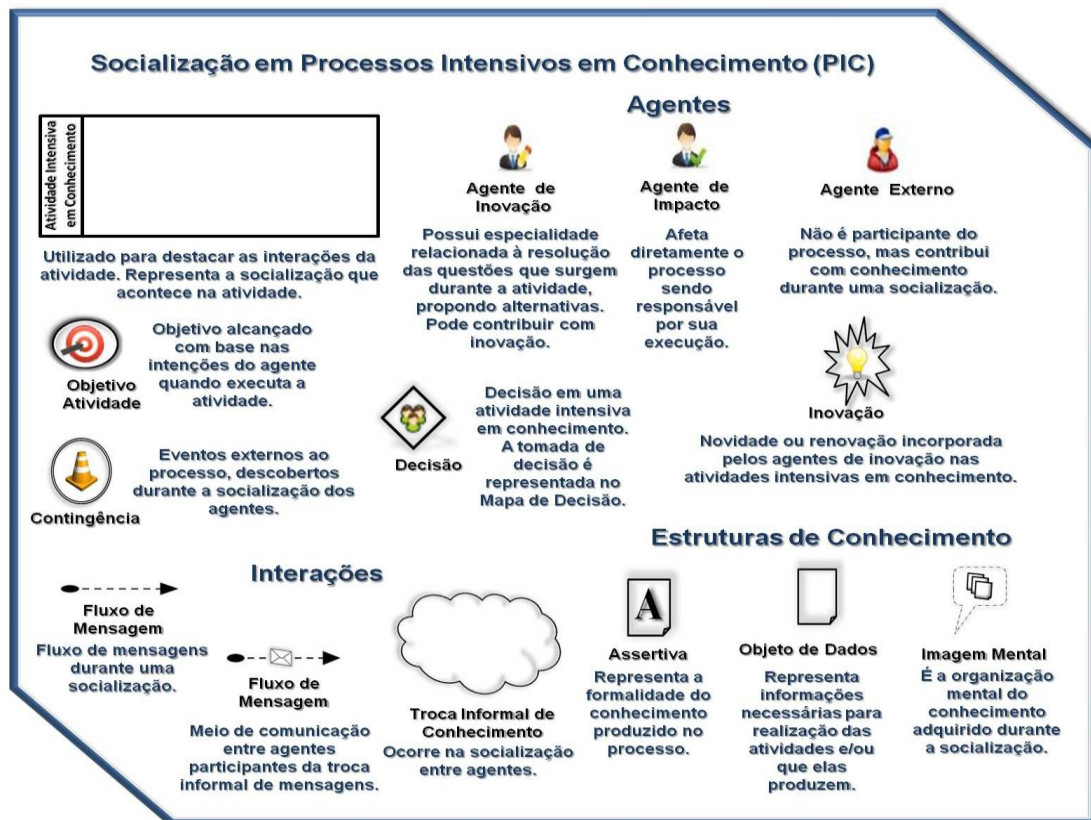 Socialização em Processos Intensivos em Conhecimento (PIC)
Atividade Intensiva
em Conhecimento
Utilizado para destacar as interações da
atividade. Representa a socialização que
acontece na atividade.
Agentes
Agente de
Inovação
Possui especialidade
relacionada à resolução
das questões que surgem
durante a atividade,
propondo alternativas.
Pode contribuir com
inovação.
Agente de
Impacto
Afeta
diretamente o
processo
sendo
responsável
por sua
execução.
Agente Externo
Não é participante do
processo, mas contribui
com conhecimento
durante uma socialização.
Objetivo
Atividade
Objetivo alcançado
com base nas
intenções do agente
quando executa a
atividade.
Decisão
Decisão em uma
atividade intensiva
em conhecimento.
A tomada de
decisão é
representada no
Mapa de Decisão.
Inovação
Novidade ou renovação incorporada
pelos agentes de inovação nas
atividades intensivas em conhecimento.
Contingência
Eventos externos ao
processo, descobertos
durante a socialização dos
agentes.
Interações
Fluxo de
Mensagem
Fluxo de mensagens
durante uma
socialização.
Fluxo de
Mensagem
Meio de comunicação
entre agentes
participantes da troca
informal de mensagens.
Troca Informal de
Conhecimento
Ocorre na socialização
entre agentes.
Estruturas de Conhecimento
A
Assertiva
Representa a
formalidade do
conhecimento
produzido no
processo.
Objeto de Dados
Representa
informações
necessárias para
realização das
atividades e/ou
que elas
produzem.
Imagem Mental
É a organização
mental do
conhecimento
adquirido durante
a socialização.